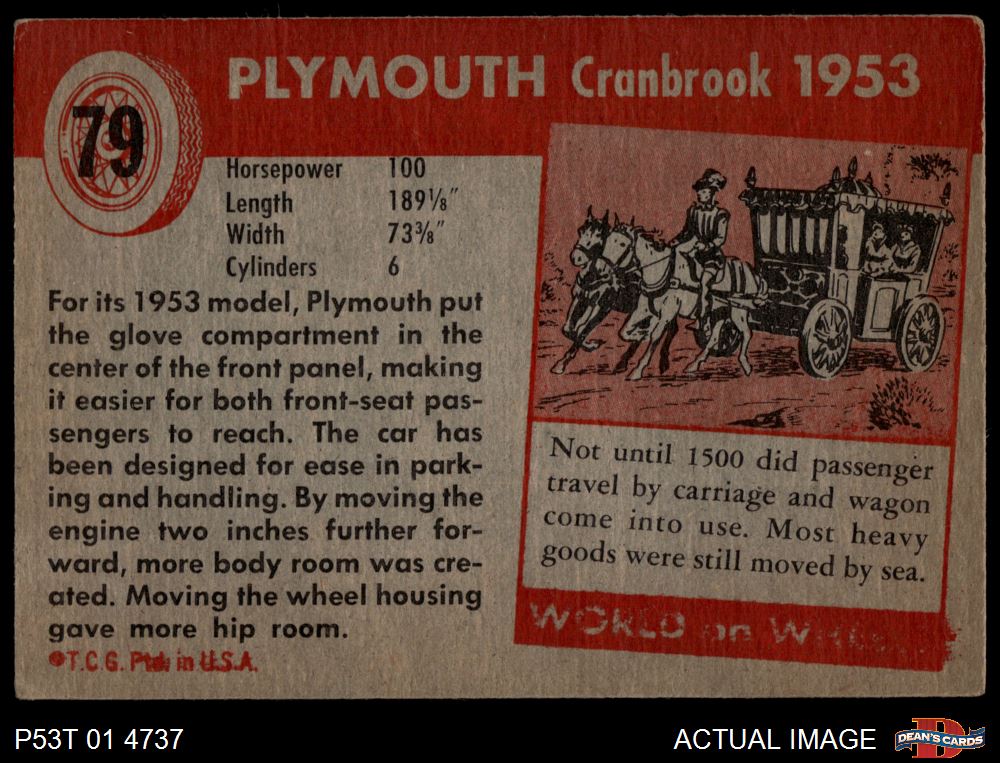 79
PLYMOUTH Cranbrook 1953
Horsepower 100
Length 189⅛"
Width 73⅜"
Cylinders 6
For its 1953 model, Plymouth put
the glove compartment in the
center of the front panel, making
it easier for both front-seat pas-
sengers to reach. The car has
been designed for ease in park-
ing and handling. By moving the
engine two inches further for-
ward, more body room was cre-
ated. Moving the wheel housing
gave more hip room.
©T.C.G. Ptd. in U.S.A.
Not until 1500 did passenger
travel by carriage and wagon
come into use. Most heavy
goods were still moved by sea.
WORLD on WHEELS
P53T 01 4737
ACTUAL IMAGE
D
DEAN'S CARDS